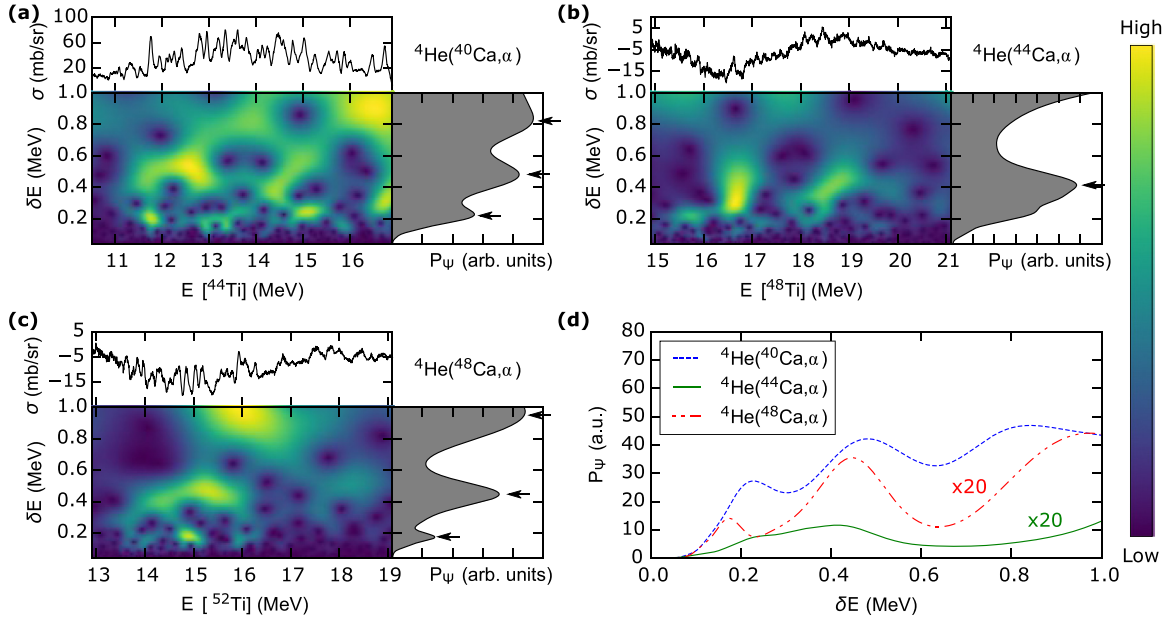 (a)
σ (mb/sr)
80
60
40
20
⁴He(⁴⁰Ca,α)
δE (MeV)
1.0
0.8
0.6
0.4
0.2
11 12 13 14 15 16
E [⁴⁴Ti] (MeV)
P_Ψ (arb. units)
(b)
σ (mb/sr)
5
−5
−15
⁴He(⁴⁴Ca,α)
δE (MeV)
1.0
0.8
0.6
0.4
0.2
15 16 17 18 19 20 21
E [⁴⁸Ti] (MeV)
P_Ψ (arb. units)
High
Low
(c)
σ (mb/sr)
5
−5
−15
⁴He(⁴⁸Ca,α)
δE (MeV)
1.0
0.8
0.6
0.4
0.2
13 14 15 16 17 18 19
E [⁵²Ti] (MeV)
P_Ψ (arb. units)
(d)
P_Ψ (a.u.)
80
70
60
50
40
30
20
10
0
⁴He(⁴⁰Ca,α)
⁴He(⁴⁴Ca,α)
⁴He(⁴⁸Ca,α)
x20
x20
0.0 0.2 0.4 0.6 0.8 1.0
δE (MeV)